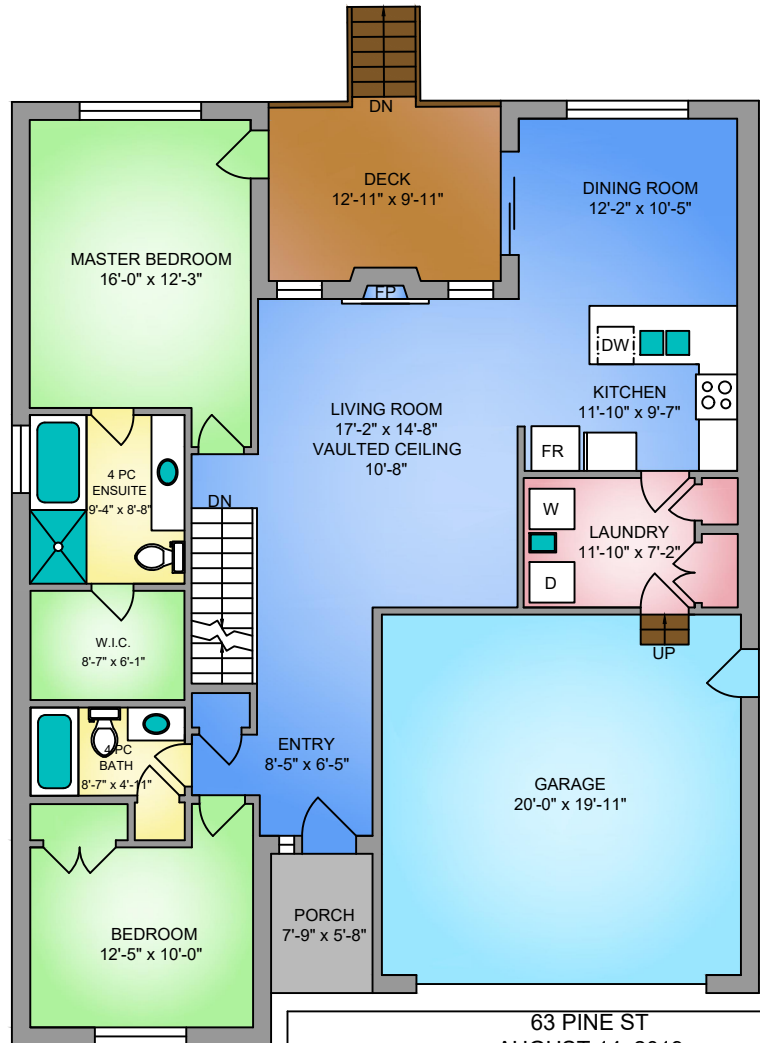 DN
DECK
12'-11" x 9'-11"
DINING ROOM
12'-2" x 10'-5"
MASTER BEDROOM
16'-0" x 12'-3"
FP
DW
KITCHEN
11'-10" x 9'-7"
LIVING ROOM
17'-2" x 14'-8"
VAULTED CEILING
10'-8"
FR
4 PC
ENSUITE
9'-4" x 8'-8"
DN
W
LAUNDRY
11'-10" x 7'-2"
D
W.I.C.
8'-7" x 6'-1"
UP
4 PC
BATH
8'-7" x 4'-11"
ENTRY
8'-5" x 6'-5"
GARAGE
20'-0" x 19'-11"
PORCH
7'-9" x 5'-8"
BEDROOM
12'-5" x 10'-0"
63 PINE ST